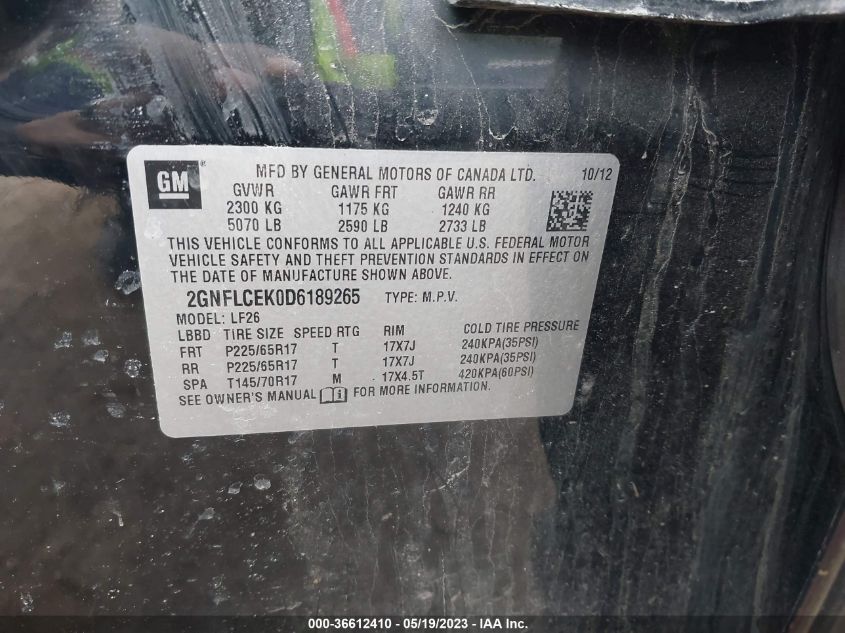 GM ® MFD BY GENERAL MOTORS OF CANADA LTD. 10/12
GVWR GAWR FRT GAWR RR
2300 KG 1175 KG 1240 KG
5070 LB 2590 LB 2733 LB
THIS VEHICLE CONFORMS TO ALL APPLICABLE U.S. FEDERAL MOTOR
VEHICLE SAFETY AND THEFT PREVENTION STANDARDS IN EFFECT ON
THE DATE OF MANUFACTURE SHOWN ABOVE.
2GNFLCEK0D6189265 TYPE: M.P.V.
MODEL: LF26
LBBD TIRE SIZE SPEED RTG RIM COLD TIRE PRESSURE
FRT P225/65R17 T 17X7J 240KPA(35PSI)
RR P225/65R17 T 17X7J 240KPA(35PSI)
SPA T145/70R17 M 17X4.5T 420KPA(60PSI)
SEE OWNER'S MANUAL FOR MORE INFORMATION.
000-36612410 - 05/19/2023 - IAA Inc.